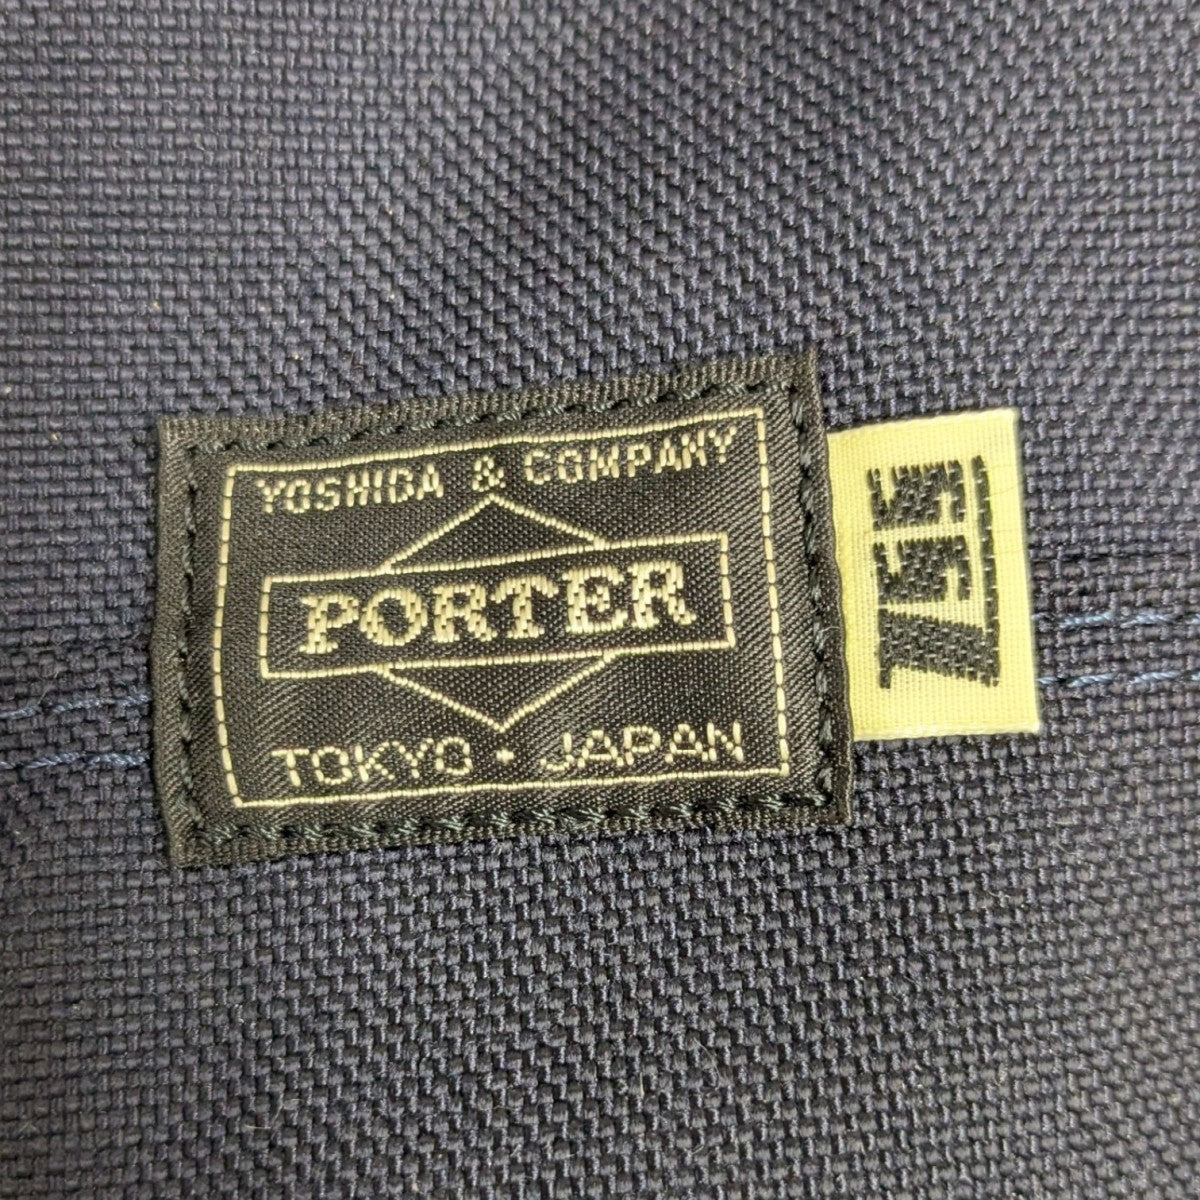 YOSHIDA & COMPANY
PORTER
TOKYO · JAPAN